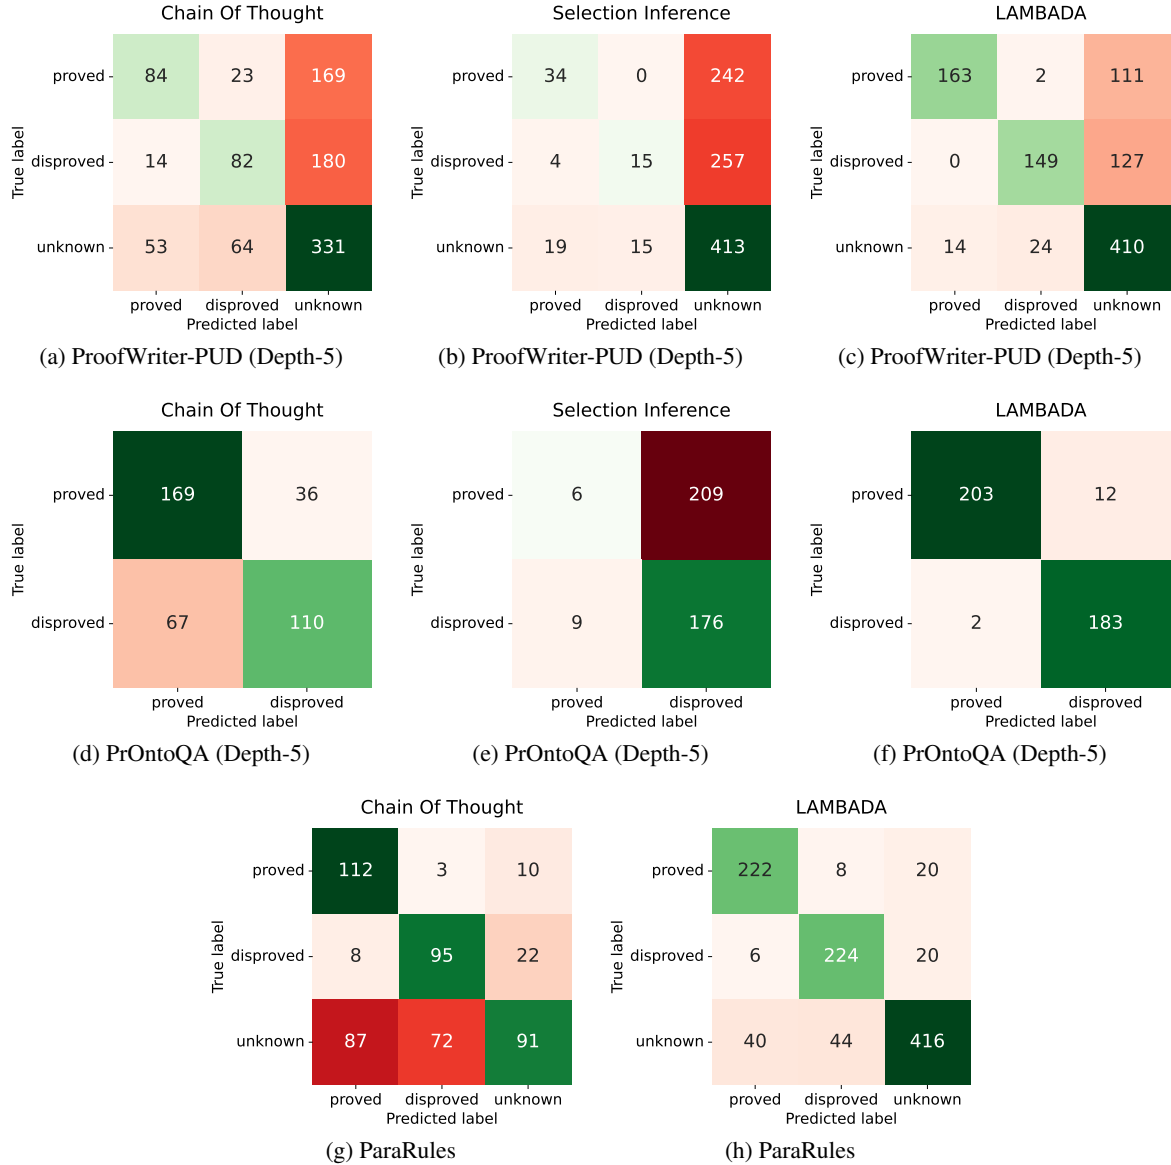 Chain Of Thought
Selection Inference
LAMBADA
True label
proved
84 23 169
disproved
14 82 180
unknown
53 64 331
proved disproved unknown
Predicted label
(a) ProofWriter-PUD (Depth-5)
True label
proved
34 0 242
disproved
4 15 257
unknown
19 15 413
proved disproved unknown
Predicted label
(b) ProofWriter-PUD (Depth-5)
True label
proved
163 2 111
disproved
0 149 127
unknown
14 24 410
proved disproved unknown
Predicted label
(c) ProofWriter-PUD (Depth-5)
Chain Of Thought
True label
proved
169 36
disproved
67 110
proved disproved
Predicted label
(d) PrOntoQA (Depth-5)
Selection Inference
True label
proved
6 209
disproved
9 176
proved disproved
Predicted label
(e) PrOntoQA (Depth-5)
LAMBADA
True label
proved
203 12
disproved
2 183
proved disproved
Predicted label
(f) PrOntoQA (Depth-5)
Chain Of Thought
True label
proved
112 3 10
disproved
8 95 22
unknown
87 72 91
proved disproved unknown
Predicted label
(g) ParaRules
LAMBADA
True label
proved
222 8 20
disproved
6 224 20
unknown
40 44 416
proved disproved unknown
Predicted label
(h) ParaRules